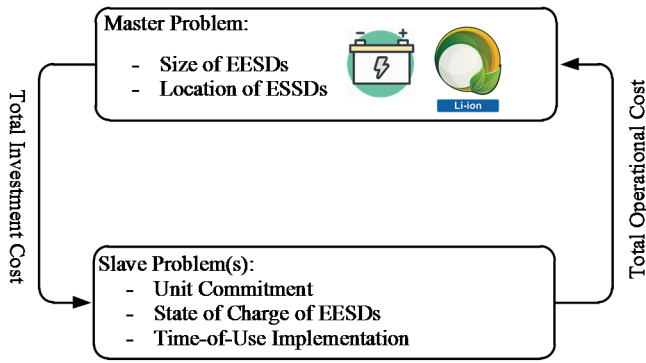 Master Problem:
- Size of EESDs
- Location of ESSDs
- +
Li-ion
Total Investment Cost
Total Operational Cost
Slave Problem(s):
- Unit Commitment
- State of Charge of EESDs
- Time-of-Use Implementation